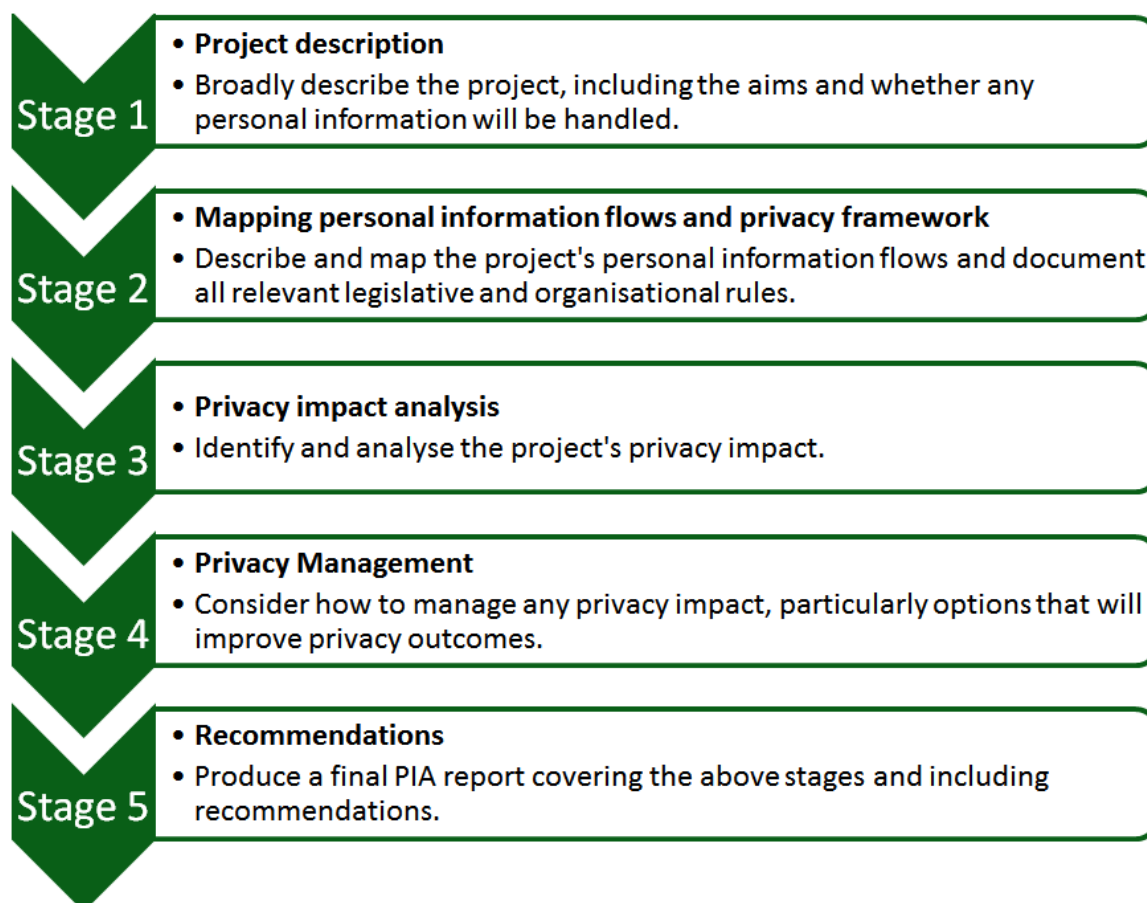 Stage 1
• Project description
• Broadly describe the project, including the aims and whether any
personal information will be handled.
Stage 2
• Mapping personal information flows and privacy framework
• Describe and map the project's personal information flows and document
all relevant legislative and organisational rules.
Stage 3
• Privacy impact analysis
• Identify and analyse the project's privacy impact.
Stage 4
• Privacy Management
• Consider how to manage any privacy impact, particularly options that will
improve privacy outcomes.
Stage 5
• Recommendations
• Produce a final PIA report covering the above stages and including
recommendations.